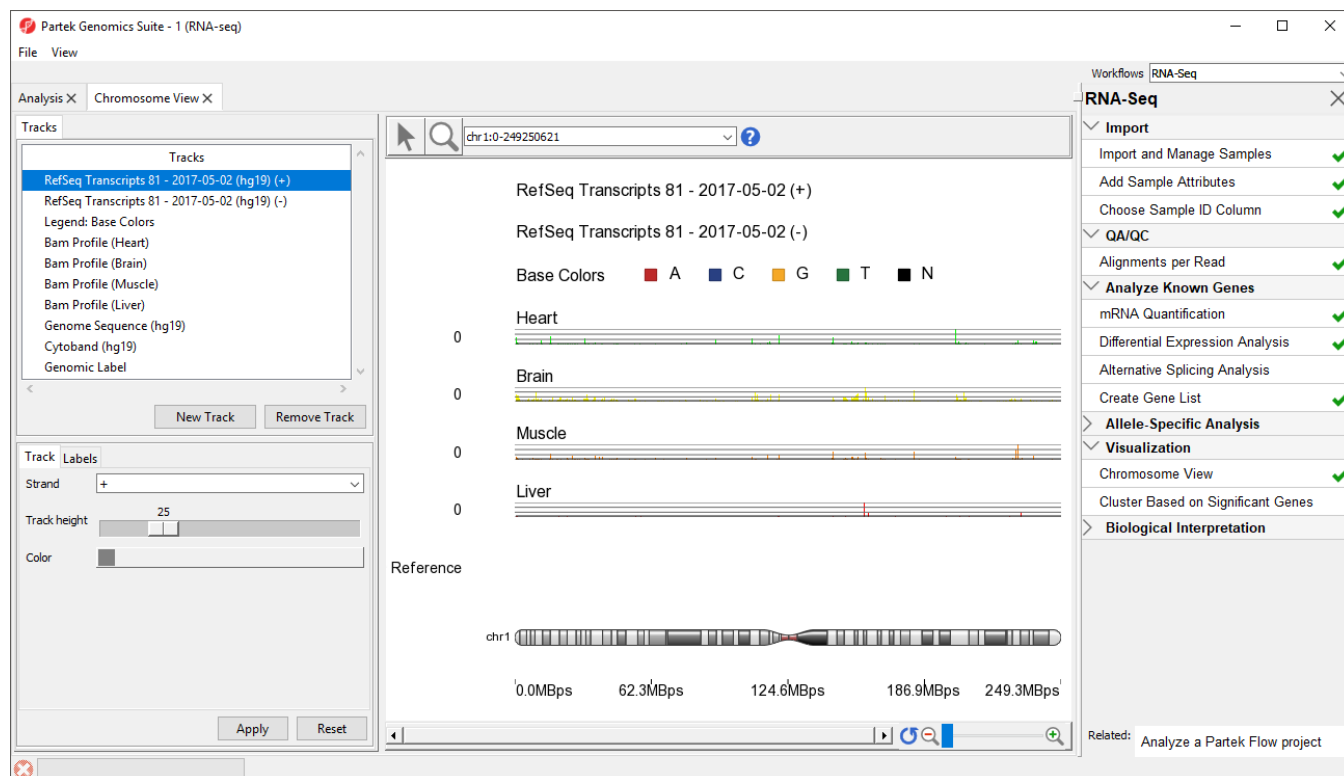 Partek Genomics Suite - 1 (RNA-seq)
File View
Workflows RNA-Seq
Analysis Chromosome View
Tracks
Tracks
RefSeq Transcripts 81 - 2017-05-02 (hg19) (+)
RefSeq Transcripts 81 - 2017-05-02 (hg19) (-)
Legend: Base Colors
Bam Profile (Heart)
Bam Profile (Brain)
Bam Profile (Muscle)
Bam Profile (Liver)
Genome Sequence (hg19)
Cytoband (hg19)
Genomic Label
New Track Remove Track
Track Labels
Strand +
Track height 25
Color
Apply Reset
chr1:0-249250621
RefSeq Transcripts 81 - 2017-05-02 (+)
RefSeq Transcripts 81 - 2017-05-02 (-)
Base Colors A C G T N
Heart
0
Brain
0
Muscle
0
Liver
0
Reference
chr1
0.0MBps 62.3MBps 124.6MBps 186.9MBps 249.3MBps
RNA-Seq
Import
Import and Manage Samples
Add Sample Attributes
Choose Sample ID Column
QA/QC
Alignments per Read
Analyze Known Genes
mRNA Quantification
Differential Expression Analysis
Alternative Splicing Analysis
Create Gene List
Allele-Specific Analysis
Visualization
Chromosome View
Cluster Based on Significant Genes
Biological Interpretation
Related: Analyze a Partek Flow project